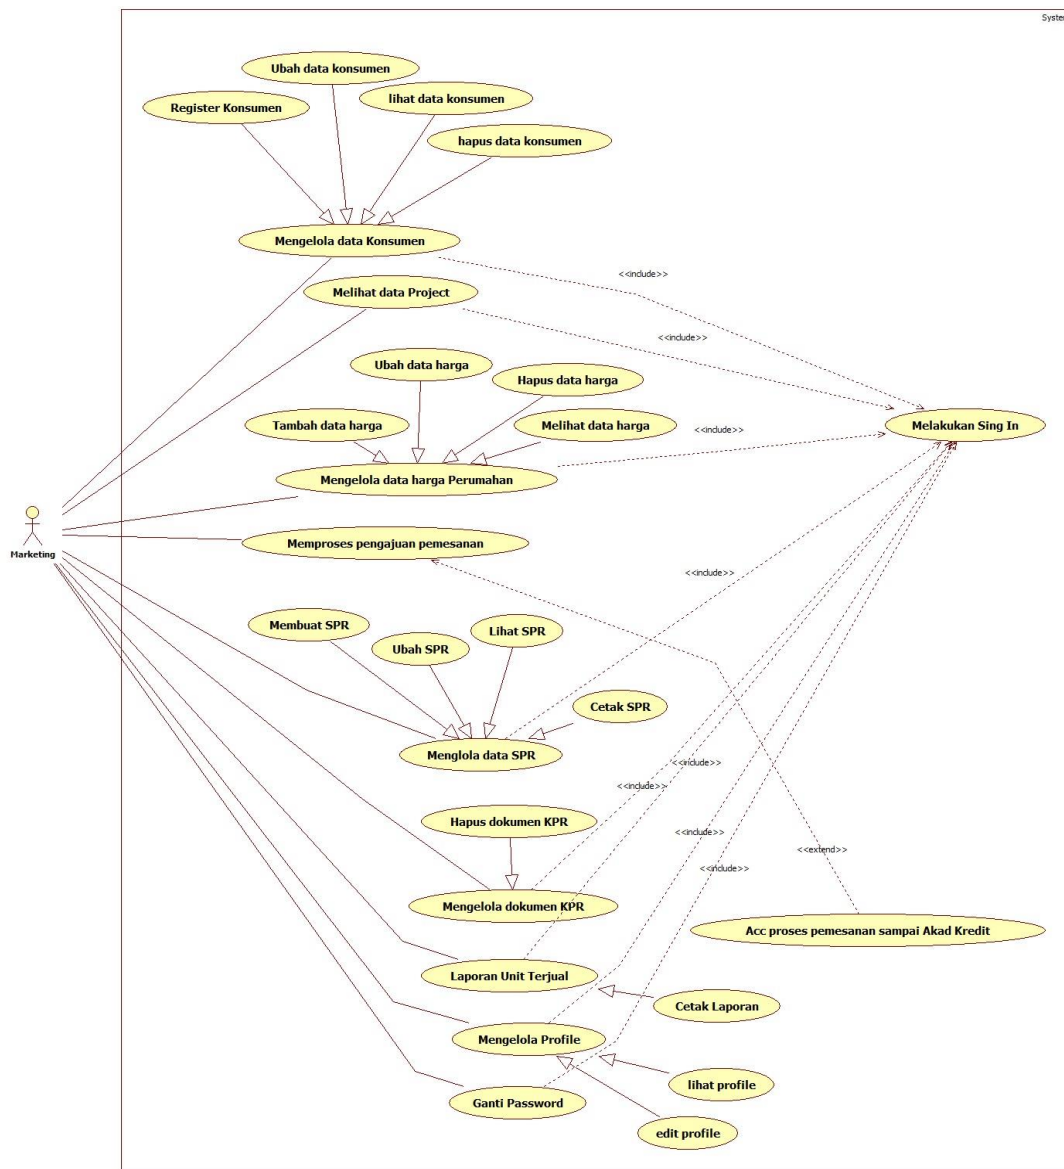 System
Ubah data konsumen
lihat data konsumen
Register Konsumen
hapus data konsumen
Mengelola data Konsumen
<<include>>
Melihat data Project
<<include>>
Ubah data harga
Hapus data harga
Tambah data harga
Melihat data harga
<<include>>
Melakukan Sing In
Mengelola data harga Perumahan
Marketing
Memproses pengajuan pemesanan
<<include>>
Membuat SPR
Lihat SPR
Ubah SPR
Cetak SPR
Menglola data SPR
<<include>>
<<include>>
Hapus dokumen KPR
<<include>>
<<extend>>
<<include>>
Mengelola dokumen KPR
Acc proses pemesanan sampai Akad Kredit
Laporan Unit Terjual
Cetak Laporan
Mengelola Profile
lihat profile
Ganti Password
edit profile